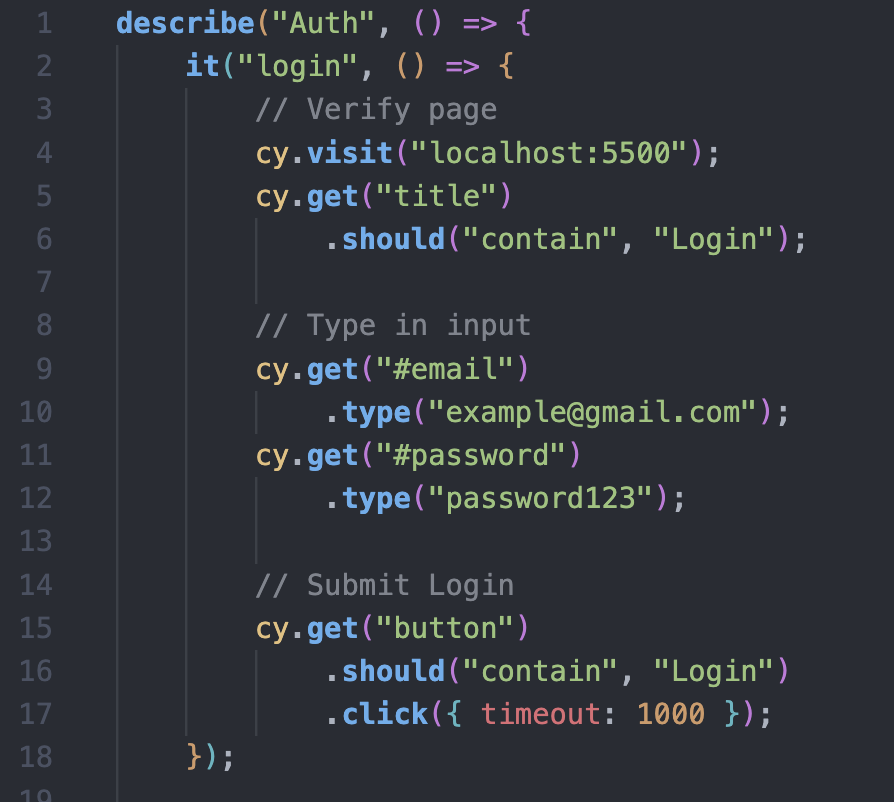 1 describe("Auth", () => {
2 it("login", () => {
3 // Verify page
4 cy.visit("localhost:5500");
5 cy.get("title")
6 .should("contain", "Login");
7
8 // Type in input
9 cy.get("#email")
10 .type("example@gmail.com");
11 cy.get("#password")
12 .type("password123");
13
14 // Submit Login
15 cy.get("button")
16 .should("contain", "Login")
17 .click({ timeout: 1000 });
18 });
19